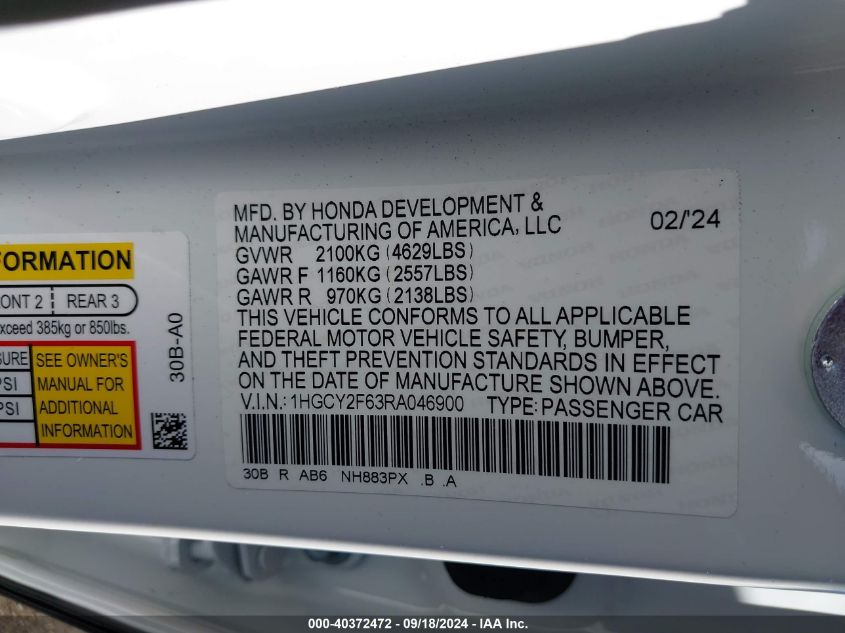 MFD. BY HONDA DEVELOPMENT &
MANUFACTURING OF AMERICA, LLC 02/'24
GVWR 2100KG (4629LBS)
GAWR F 1160KG (2557LBS)
GAWR R 970KG (2138LBS)
THIS VEHICLE CONFORMS TO ALL APPLICABLE
FEDERAL MOTOR VEHICLE SAFETY, BUMPER,
AND THEFT PREVENTION STANDARDS IN EFFECT
ON THE DATE OF MANUFACTURE SHOWN ABOVE.
V.I.N.: 1HGCY2F63RA046900 TYPE: PASSENGER CAR
30B R AB6 NH883PX .B .A
FORMATION
ONT 2 REAR 3
xceed 385kg or 850lbs.
SURE SEE OWNER'S
PSI MANUAL FOR
PSI ADDITIONAL
INFORMATION
30B-A0
000-40372472 - 09/18/2024 - IAA Inc.